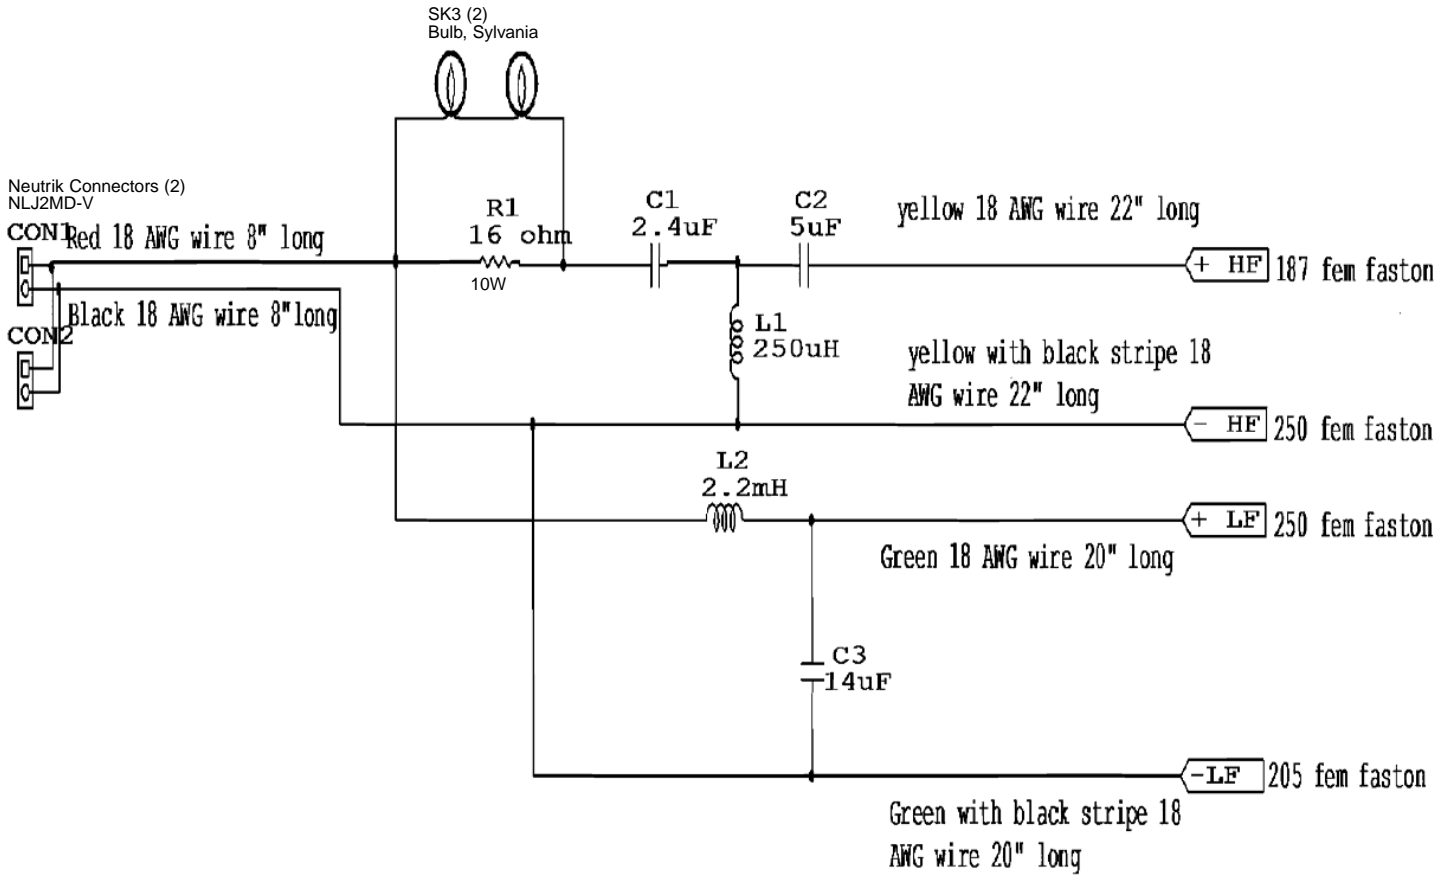 SK3 (2)
Bulb, Sylvania
Neutrik Connectors (2)
NLJ2MD-V
CON1
Red 18 AWG wire 8" long
R1
16 ohm
10W
C1
2.4uF
C2
5uF
yellow 18 AWG wire 22" long
+ HF
187 fem faston
Black 18 AWG wire 8"long
CON2
L1
250uH
yellow with black stripe 18
AWG wire 22" long
- HF
250 fem faston
L2
2.2mH
+ LF
250 fem faston
Green 18 AWG wire 20" long
C3
14uF
-LF
205 fem faston
Green with black stripe 18
AWG wire 20" long